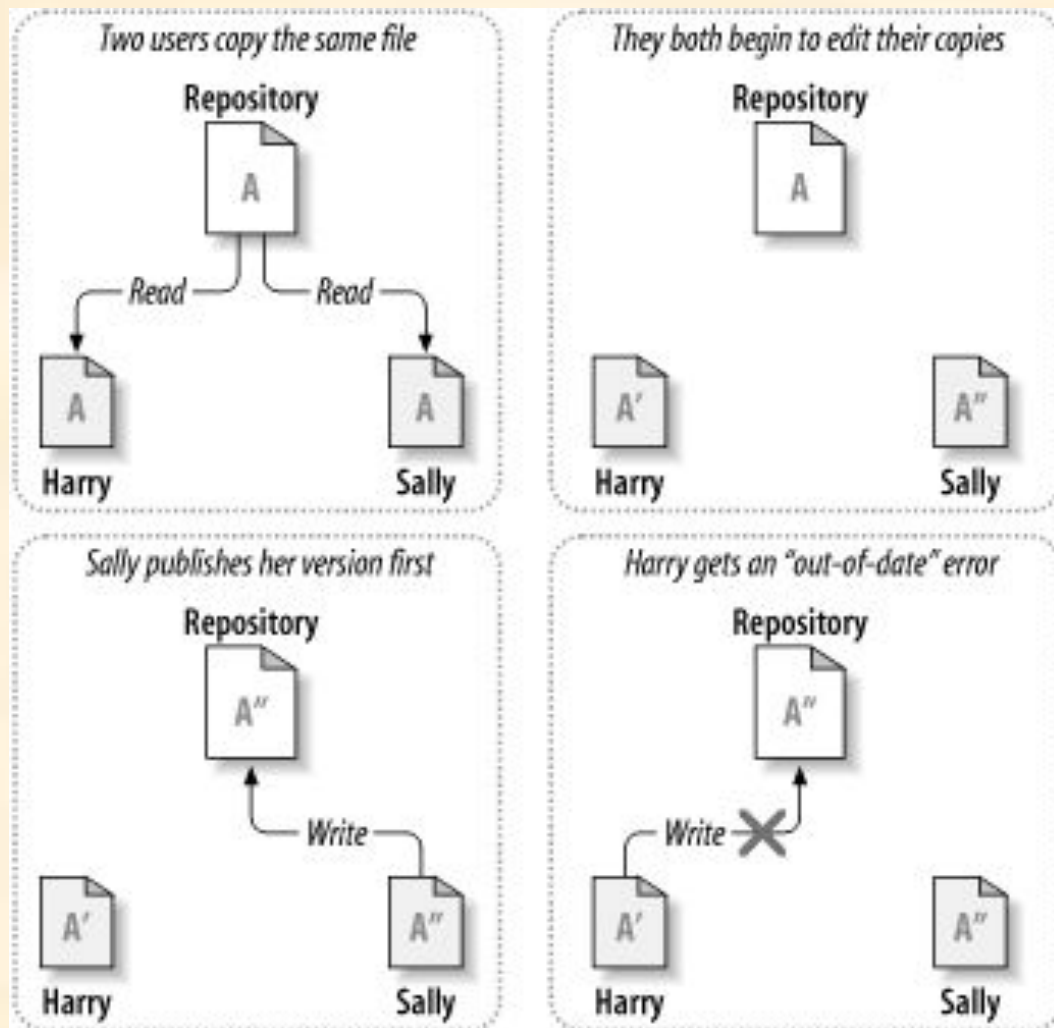 Two users copy the same file
Repository
A
Read
Read
A
A
Harry
Sally
They both begin to edit their copies
Repository
A
A'
A"
Harry
Sally
Sally publishes her version first
Repository
A"
Write
A'
A"
Harry
Sally
Harry gets an “out-of-date” error
Repository
A"
Write
A'
A"
Harry
Sally